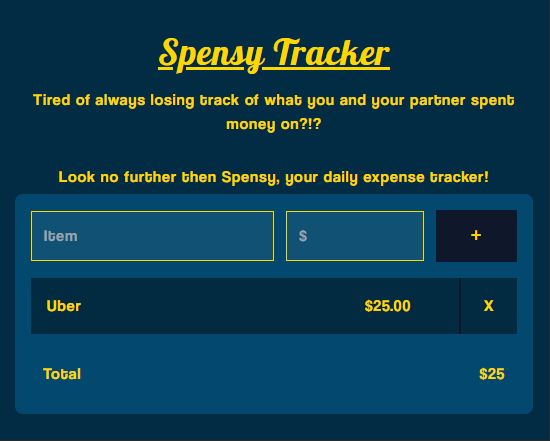 Spensy Tracker
Tired of always losing track of what you and your partner spent
money on?!?
Look no further then Spensy, your daily expense tracker!
Item $ +
Uber $25.00 X
Total $25